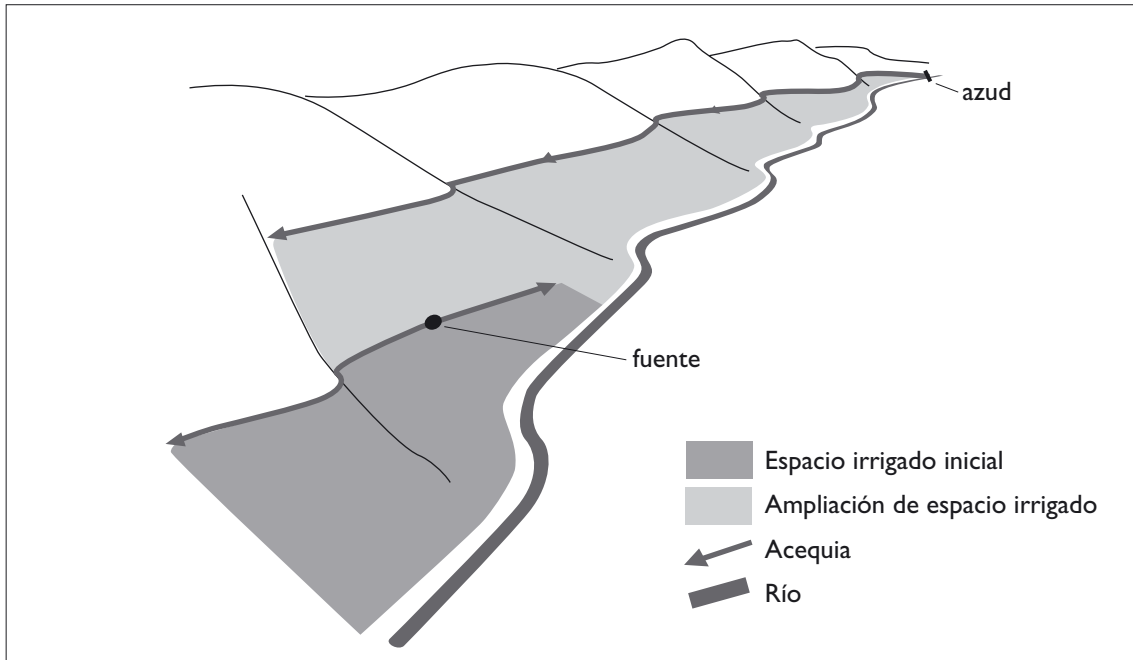 azud
fuente
Espacio irrigado inicial
Ampliación de espacio irrigado
Acequia
Río